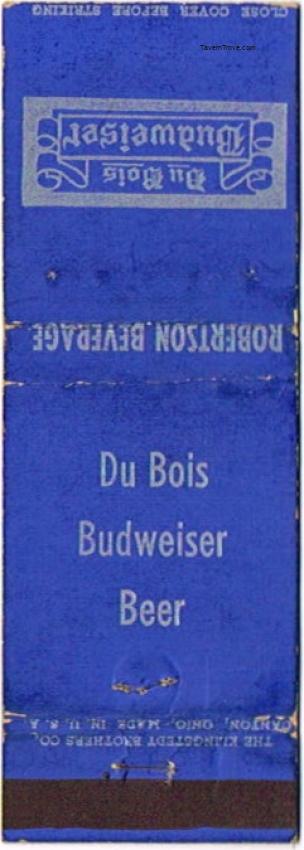 TavernTrove.com
CLOSE COVER BEFORE STRIKING
Du Bois
Budweiser
ROBERTSON BEVERAGE
Du Bois
Budweiser
Beer
THE KLINGSTEDT BROTHERS CO.,
CANTON, OHIO, MADE IN U. S. A